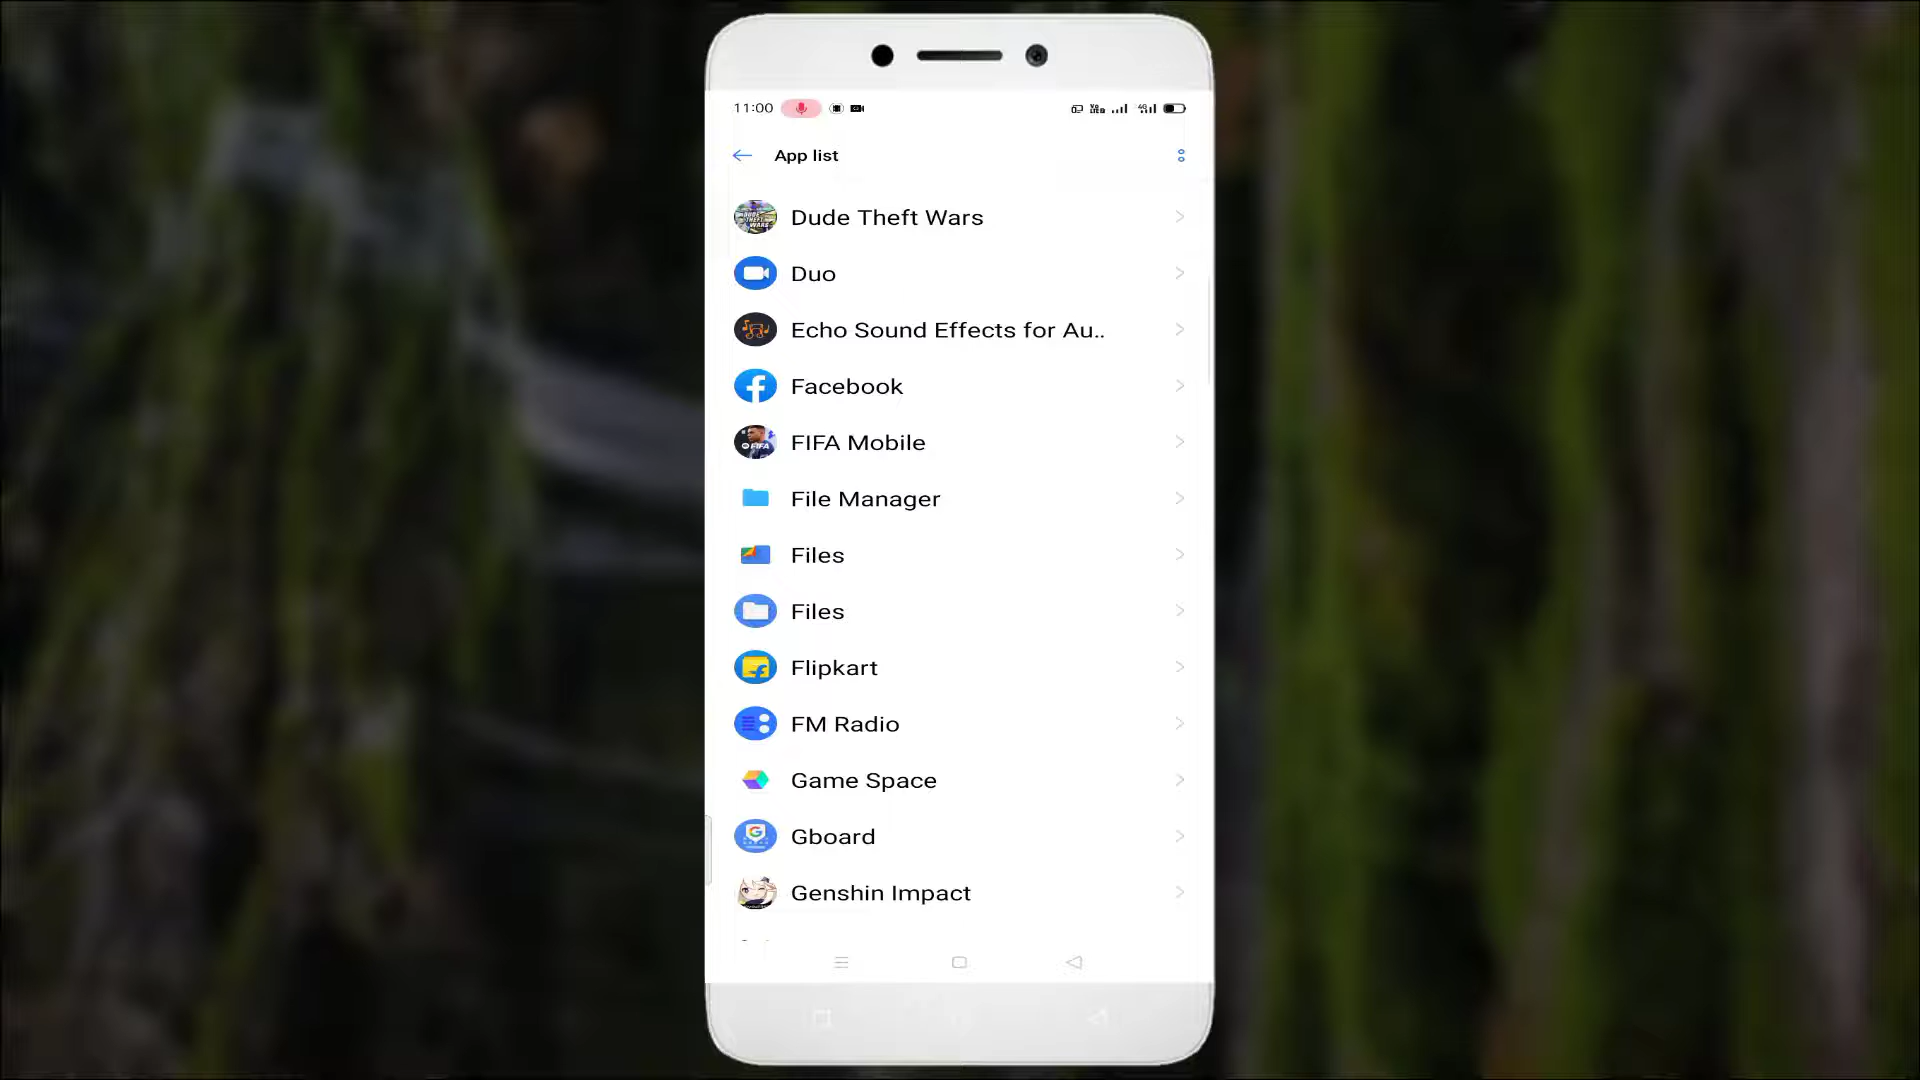 11:00
App list
Dude Theft Wars
Duo
Echo Sound Effects for Au..
Facebook
FIFA Mobile
File Manager
Files
Files
Flipkart
FM Radio
Game Space
Gboard
Genshin Impact